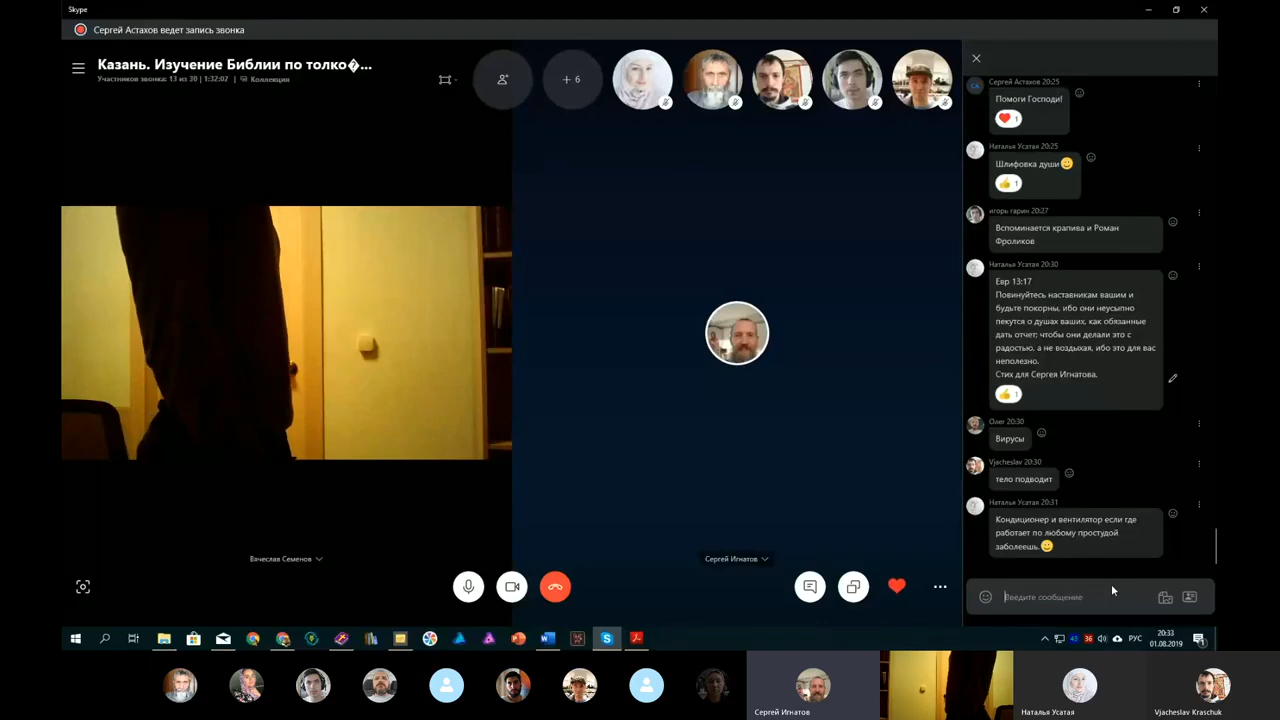 Skype
Сергей Астахов ведет запись звонка
Казань. Изучение Библии по толко�...
Участников звонка: 13 из 30 | 1:32:02 | Коллекция
+ 6
Вячеслав Семенов
Сергей Игнатов
CA
Сергей Астахов 20:25
Помоги Господи!
1
Наталья Усатая 20:25
Шлифовка души
1
игорь гарин 20:27
Вспоминается крапива и Роман
Фроликов
Наталья Усатая 20:30
Евр 13:17
Повинуйтесь наставникам вашим и
будьте покорны, ибо они неусыпно
пекутся о душах ваших, как обязанные
дать отчет; чтобы они делали это с
радостью, а не воздыхая, ибо это для вас
неполезно.
Стих для Сергея Игнатова.
1
Олег 20:30
Вирусы
Vjacheslav 20:30
тело подводит
Наталья Усатая 20:31
Кондиционер и вентилятор если где
работает по любому простудой
заболеешь.
Введите сообщение
43 36 РУС
20:33
01.08.2019
Сергей Игнатов
Наталья Усатая
Vjacheslav Kraschuk